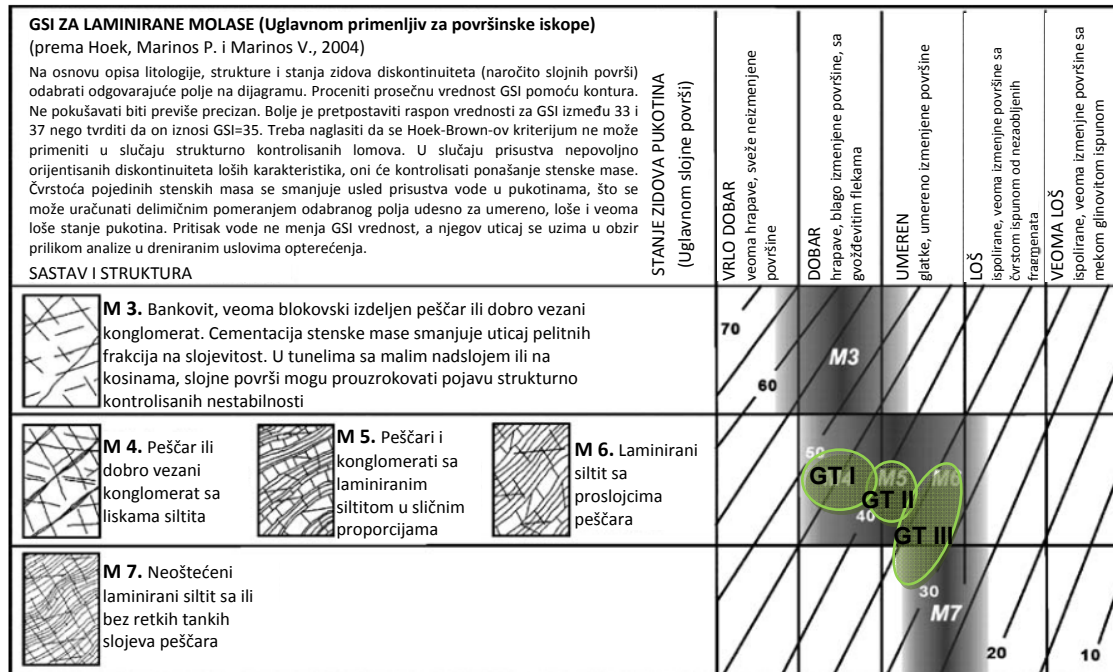 GSI ZA LAMINIRANE MOLASE (Uglavnom primenljiv za površinske iskope)
(prema Hoek, Marinos P. i Marinos V., 2004)
Na osnovu opisa litologije, strukture i stanja zidova diskontinuiteta (naročito slojnih površi)
odabrati odgovarajuće polje na dijagramu. Proceniti prosečnu vrednost GSI pomoću kontura.
Ne pokušavati biti previše precizan. Bolje je pretpostaviti raspon vrednosti za GSI između 33 i
37 nego tvrditi da on iznosi GSI=35. Treba naglasiti da se Hoek-Brown-ov kriterijum ne može
primeniti u slučaju strukturno kontrolisanih lomova. U slučaju prisustva nepovoljno
orijentisanih diskontinuiteta loših karakteristika, oni će kontrolisati ponašanje stenske mase.
Čvrstoća pojedinih stenskih masa se smanjuje usled prisustva vode u pukotinama, što se
može uračunati delimičnim pomeranjem odabranog polja udesno za umereno, loše i veoma
loše stanje pukotina. Pritisak vode ne menja GSI vrednost, a njegov uticaj se uzima u obzir
prilikom analize u dreniranim uslovima opterećenja.
SASTAV I STRUKTURA
STANJE ZIDOVA PUKOTINA
(Uglavnom slojne površi)
VRLO DOBAR
veoma hrapave, sveže neizmenjene
površine
DOBAR
hrapave, blago izmenjene površine, sa
gvožđevitim flekama
UMEREN
glatke, umereno izmenjene površine
LOŠ
ispolirane, veoma izmenjne površine sa
čvrstom ispunom od nezaobljenih
fragmenata
VEOMA LOŠ
ispolirane, veoma izmenjne površine sa
mekom glinovitom ispunom
M 3. Bankovit, veoma blokovski izdeljen peščar ili dobro vezani
konglomerat. Cementacija stenske mase smanjuje uticaj pelitnih
frakcija na slojevitost. U tunelima sa malim nadslojem ili na
kosinama, slojne površi mogu prouzrokovati pojavu strukturno
kontrolisanih nestabilnosti
70
M3
60
M 4. Peščar ili
dobro vezani
konglomerat sa
liskama siltita
M 5. Peščari i
konglomerati sa
laminiranim
siltitom u sličnim
proporcijama
M 6. Laminirani
siltit sa
proslojcima
peščara
50
GT I
M5
M6
GT II
40
GT III
M 7. Neoštećeni
laminirani siltit sa ili
bez retkih tankih
slojeva peščara
30
M7
20
10